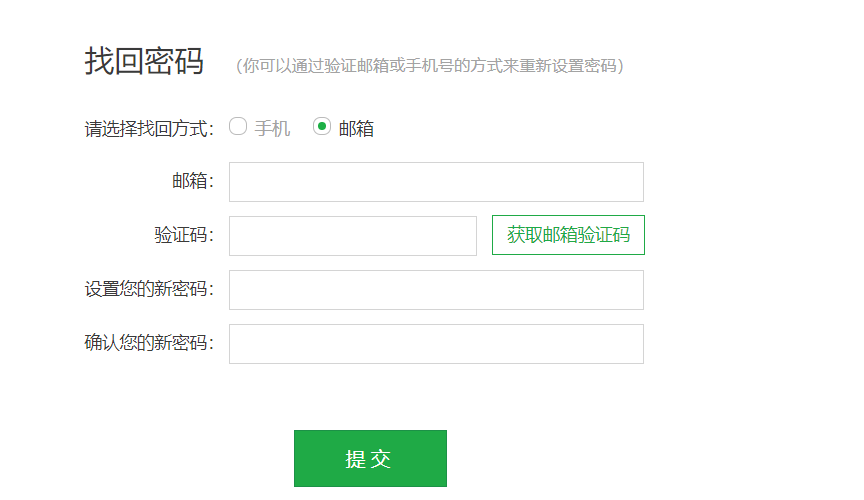 找回密码 （你可以通过验证邮箱或手机号的方式来重新设置密码）
请选择找回方式： 手机 邮箱
邮箱：
验证码： 获取邮箱验证码
设置您的新密码：
确认您的新密码：
提 交